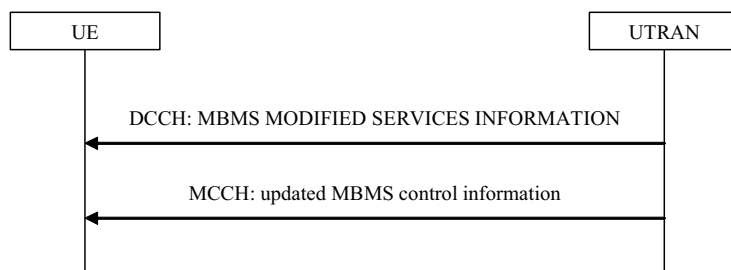 UE
UTRAN
DCCH: MBMS MODIFIED SERVICES INFORMATION
MCCH: updated MBMS control information